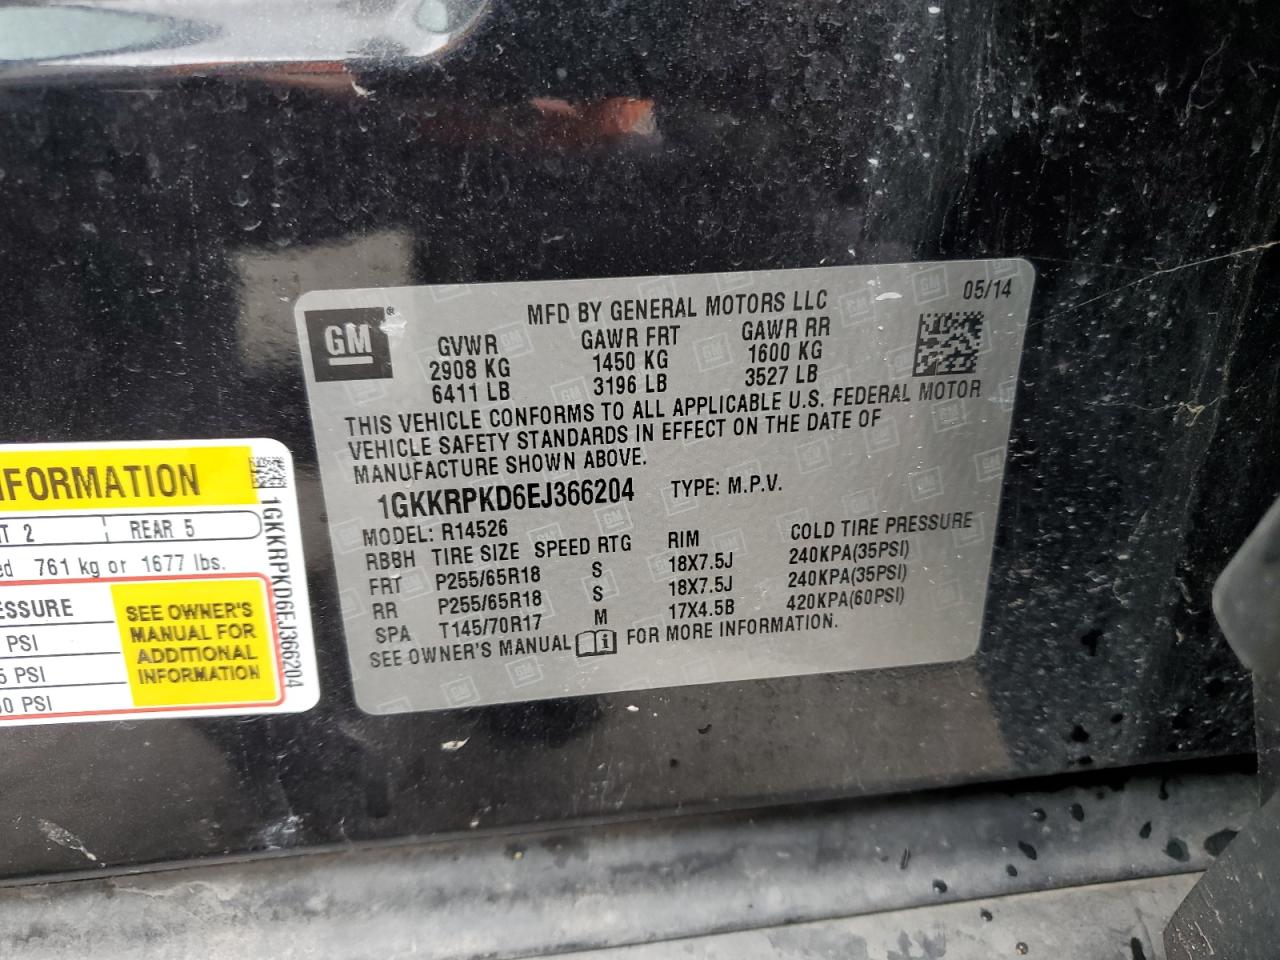 GM®
MFD BY GENERAL MOTORS LLC
05/14
GVWR GAWR FRT GAWR RR
2908 KG 1450 KG 1600 KG
6411 LB 3196 LB 3527 LB
THIS VEHICLE CONFORMS TO ALL APPLICABLE U.S. FEDERAL MOTOR
VEHICLE SAFETY STANDARDS IN EFFECT ON THE DATE OF
MANUFACTURE SHOWN ABOVE.
1GKKRPKD6EJ366204 TYPE: M.P.V.
MODEL: R14526
RBBH TIRE SIZE SPEED RTG RIM COLD TIRE PRESSURE
FRT P255/65R18 S 18X7.5J 240KPA(35PSI)
RR P255/65R18 S 18X7.5J 240KPA(35PSI)
SPA T145/70R17 M 17X4.5B 420KPA(60PSI)
SEE OWNER'S MANUAL FOR MORE INFORMATION.
NFORMATION
T 2 REAR 5
ed 761 kg or 1677 lbs.
ESSURE
PSI
5 PSI
0 PSI
SEE OWNER'S
MANUAL FOR
ADDITIONAL
INFORMATION
1GKKRPKD6EJ366204